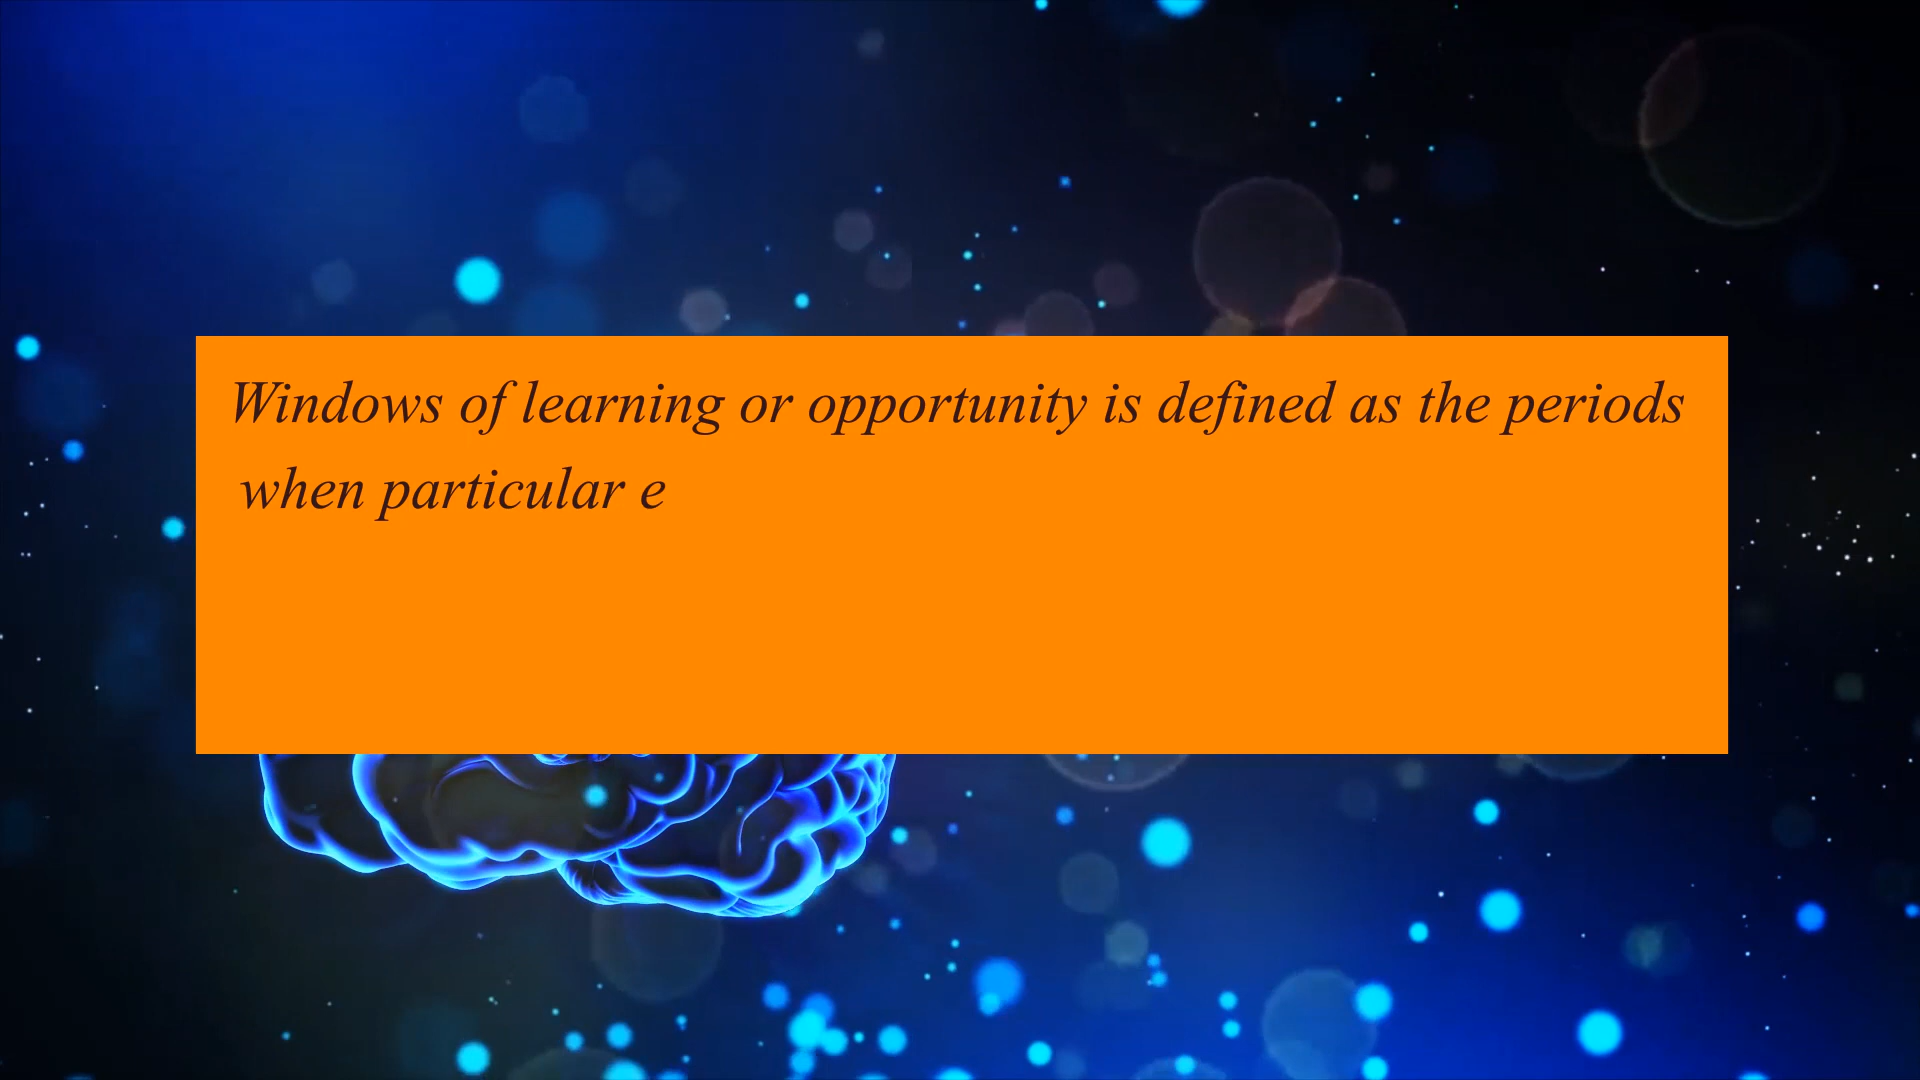 Windows of learning or opportunity is defined as the periods
when particular e